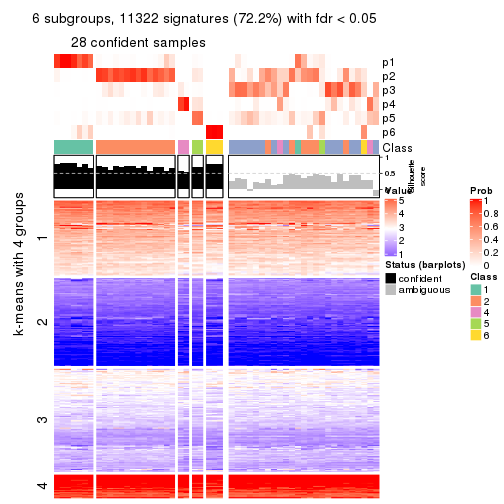 6 subgroups, 11322 signatures (72.2%) with fdr < 0.05
28 confident samples
p1
p2
p3
p4
p5
p6
Class
1
0.5
0
Silhouette
score
k-means with 4 groups
1
2
3
4
Value
5
4
3
2
1
Status (barplots)
confident
ambiguous
Prob
1
0.8
0.6
0.4
0.2
0
Class
1
2
4
5
6